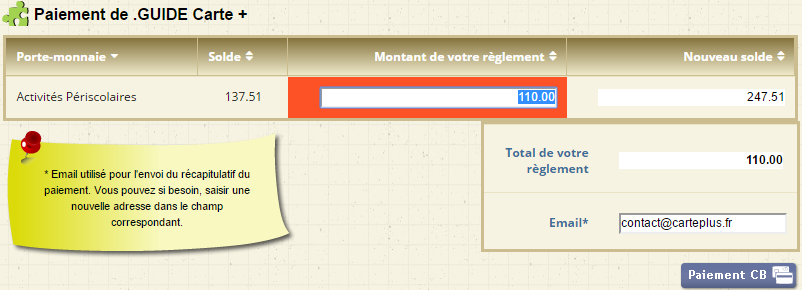 Paiement de .GUIDE Carte +
Porte-monnaie Solde Montant de votre règlement Nouveau solde
Activités Périscolaires 137.51 110.00 247.51
* Email utilisé pour l'envoi du récapitulatif du
paiement. Vous pouvez si besoin, saisir une
nouvelle adresse dans le champ
correspondant.
Total de votre
règlement 110.00
Email* contact@carteplus.fr
Paiement CB